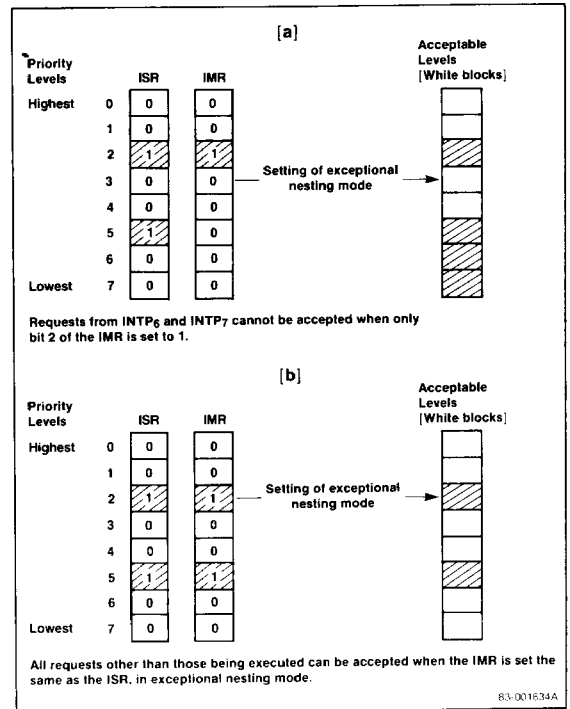 [a]
Priority Levels ISR IMR Acceptable Levels [White blocks]
Highest 0 0 0
1 0 0
2 1 1
3 0 0 Setting of exceptional nesting mode
4 0 0
5 1 0
6 0 0
Lowest 7 0 0
Requests from INTP6 and INTP7 cannot be accepted when only
bit 2 of the IMR is set to 1.
[b]
Priority Levels ISR IMR Acceptable Levels [White blocks]
Highest 0 0 0
1 0 0
2 1 1 Setting of exceptional nesting mode
3 0 0
4 0 0
5 1 1
6 0 0
Lowest 7 0 0
All requests other than those being executed can be accepted when the IMR is set the
same as the ISR, in exceptional nesting mode.
83-001634A